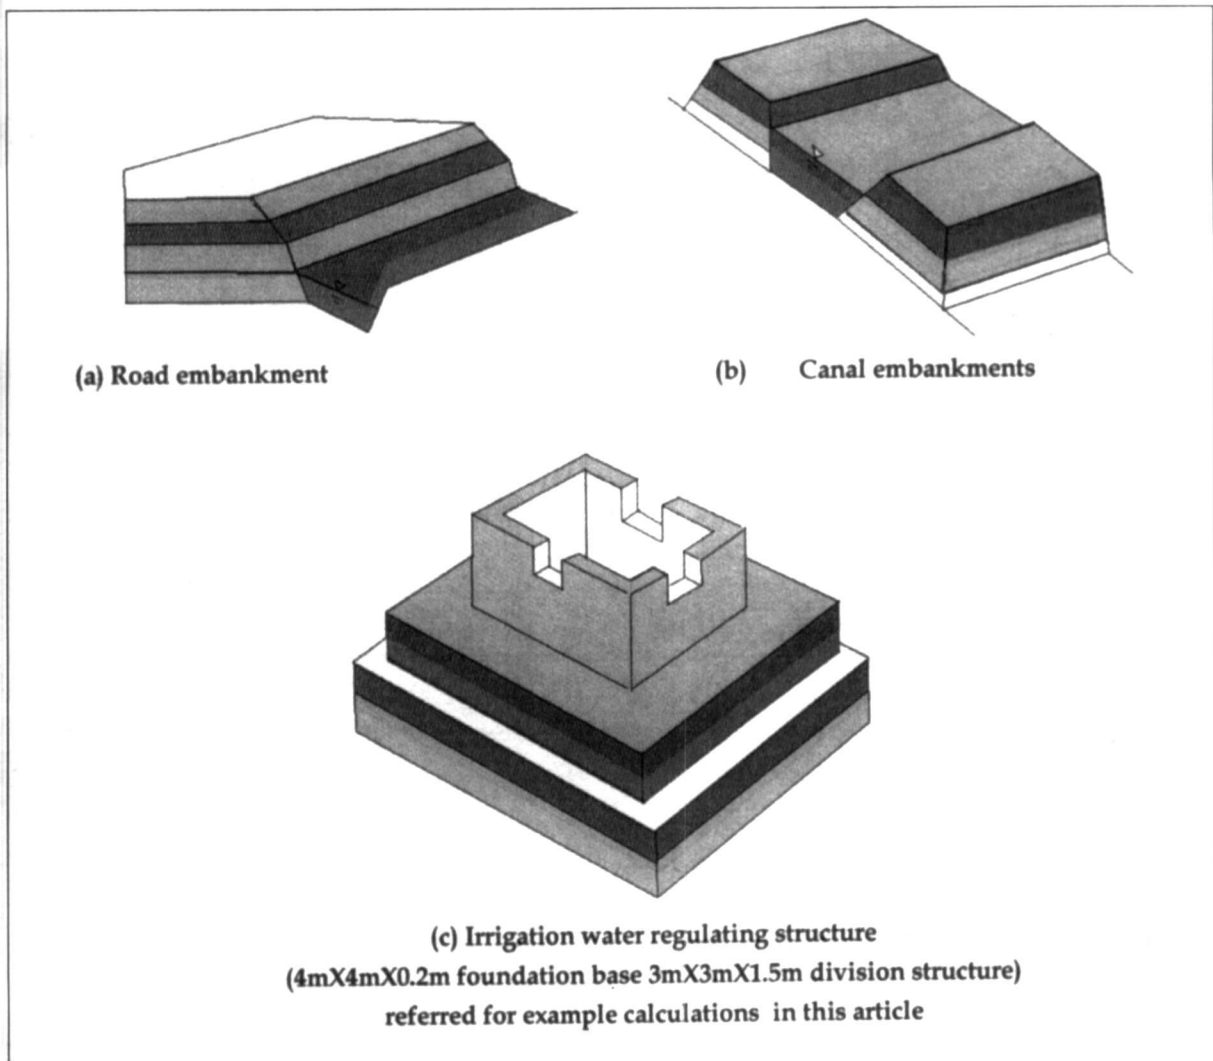 (a) Road embankment
(b) Canal embankments
(c) Irrigation water regulating structure
(4mX4mX0.2m foundation base 3mX3mX1.5m division structure)
referred for example calculations in this article